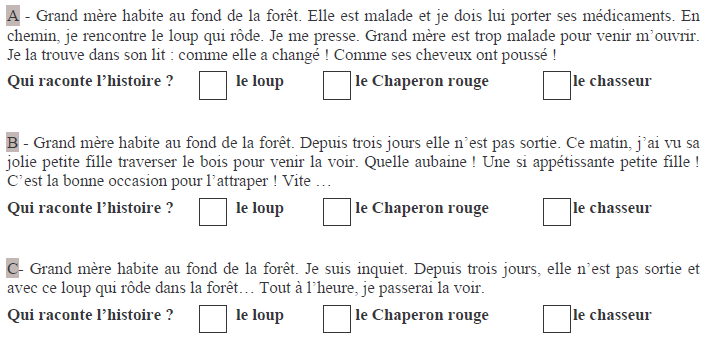 A - Grand mère habite au fond de la forêt. Elle est malade et je dois lui porter ses médicaments. En
chemin, je rencontre le loup qui rôde. Je me presse. Grand mère est trop malade pour venir m’ouvrir.
Je la trouve dans son lit : comme elle a changé ! Comme ses cheveux ont poussé !
Qui raconte l’histoire ? le loup le Chaperon rouge le chasseur
B - Grand mère habite au fond de la forêt. Depuis trois jours elle n’est pas sortie. Ce matin, j’ai vu sa
jolie petite fille traverser le bois pour venir la voir. Quelle aubaine ! Une si appétissante petite fille !
C’est la bonne occasion pour l’attraper ! Vite …
Qui raconte l’histoire ? le loup le Chaperon rouge le chasseur
C- Grand mère habite au fond de la forêt. Je suis inquiet. Depuis trois jours, elle n’est pas sortie et
avec ce loup qui rôde dans la forêt… Tout à l’heure, je passerai la voir.
Qui raconte l’histoire ? le loup le Chaperon rouge le chasseur